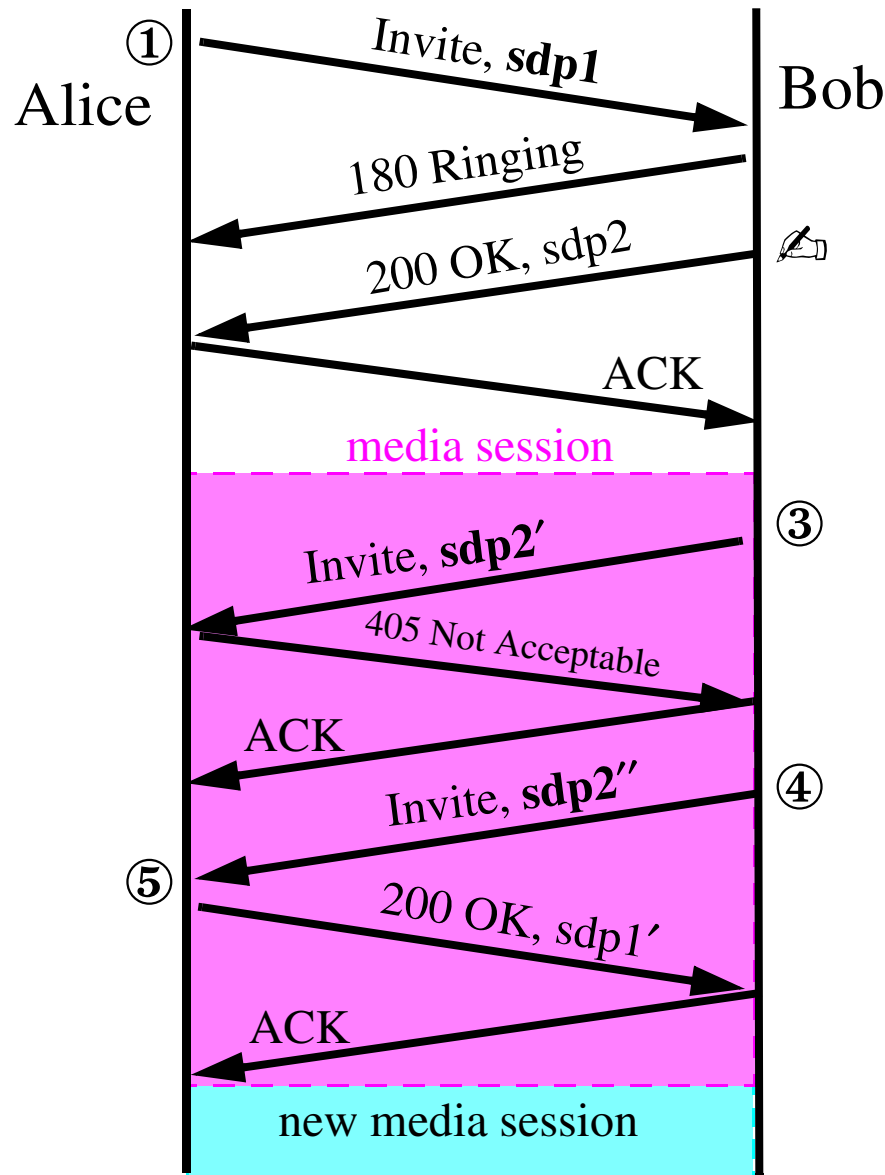 ①
Alice
Bob
Invite, sdp1
180 Ringing
200 OK, sdp2
✍
ACK
media session
③
Invite, sdp2′
405 Not Acceptable
ACK
④
Invite, sdp2′′
⑤
200 OK, sdp1′
ACK
new media session